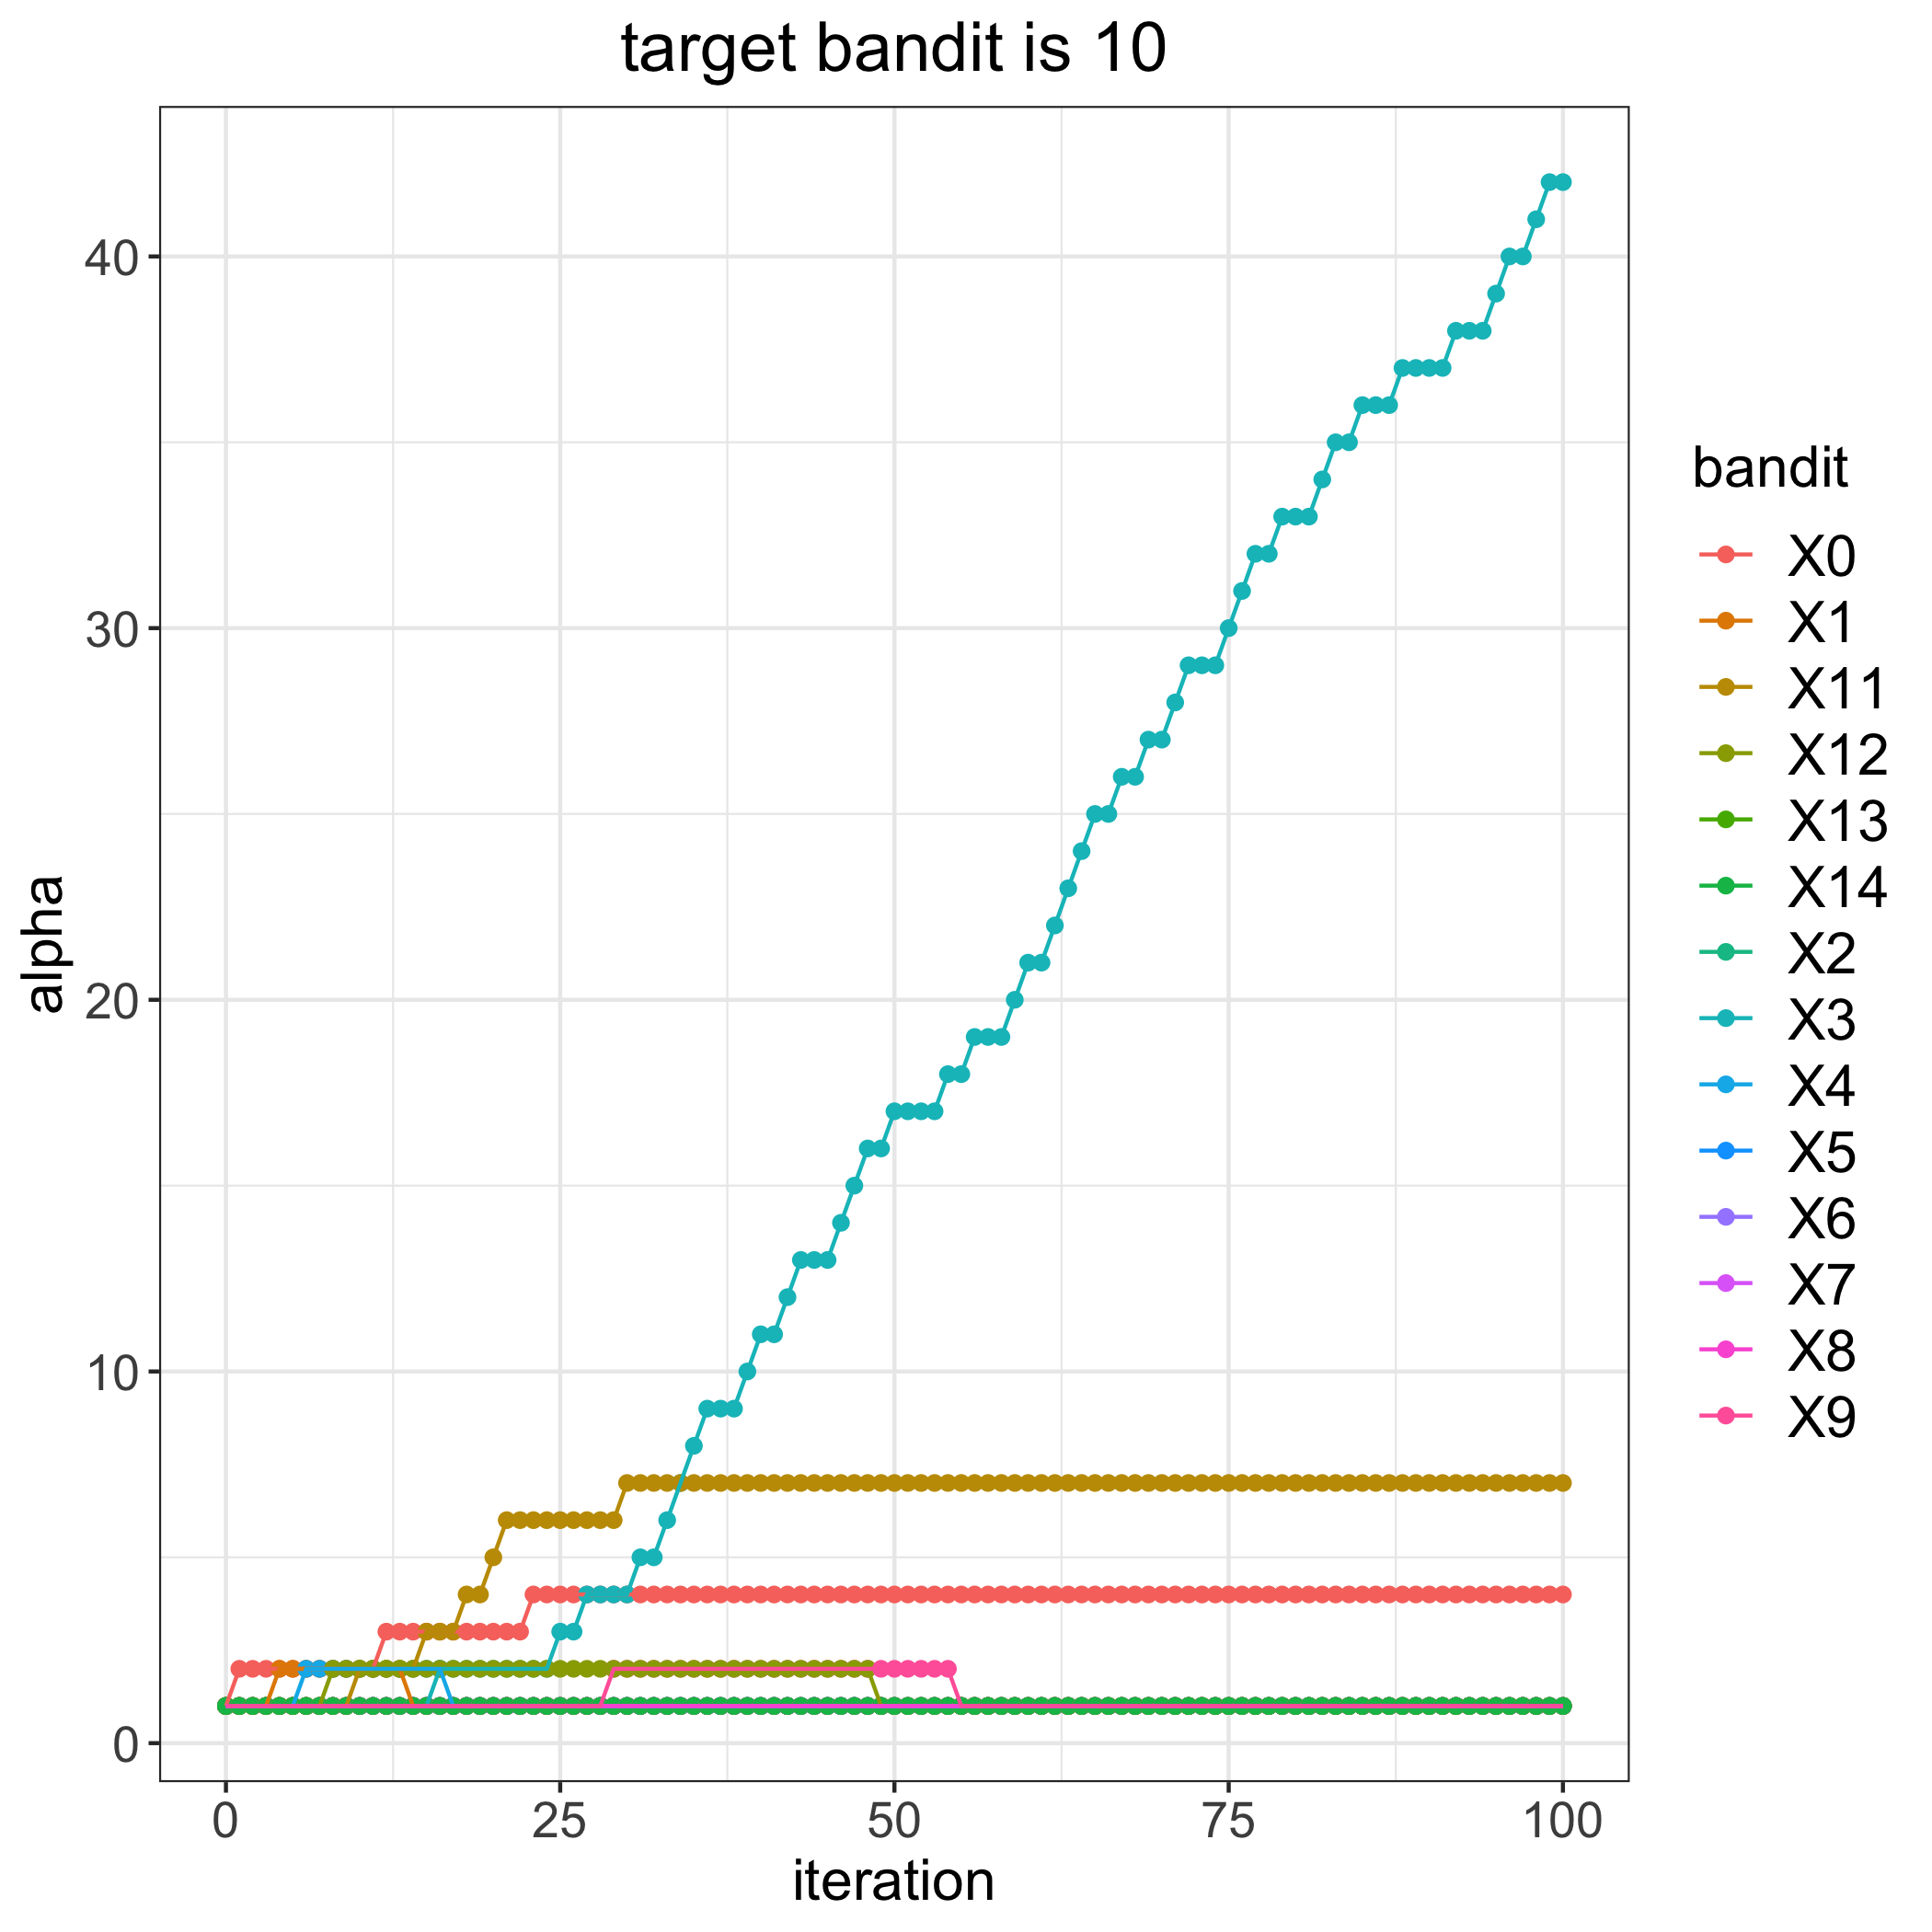 target bandit is 10
40
30
20
10
0
alpha
0 25 50 75 100
iteration
bandit
X0
X1
X11
X12
X13
X14
X2
X3
X4
X5
X6
X7
X8
X9